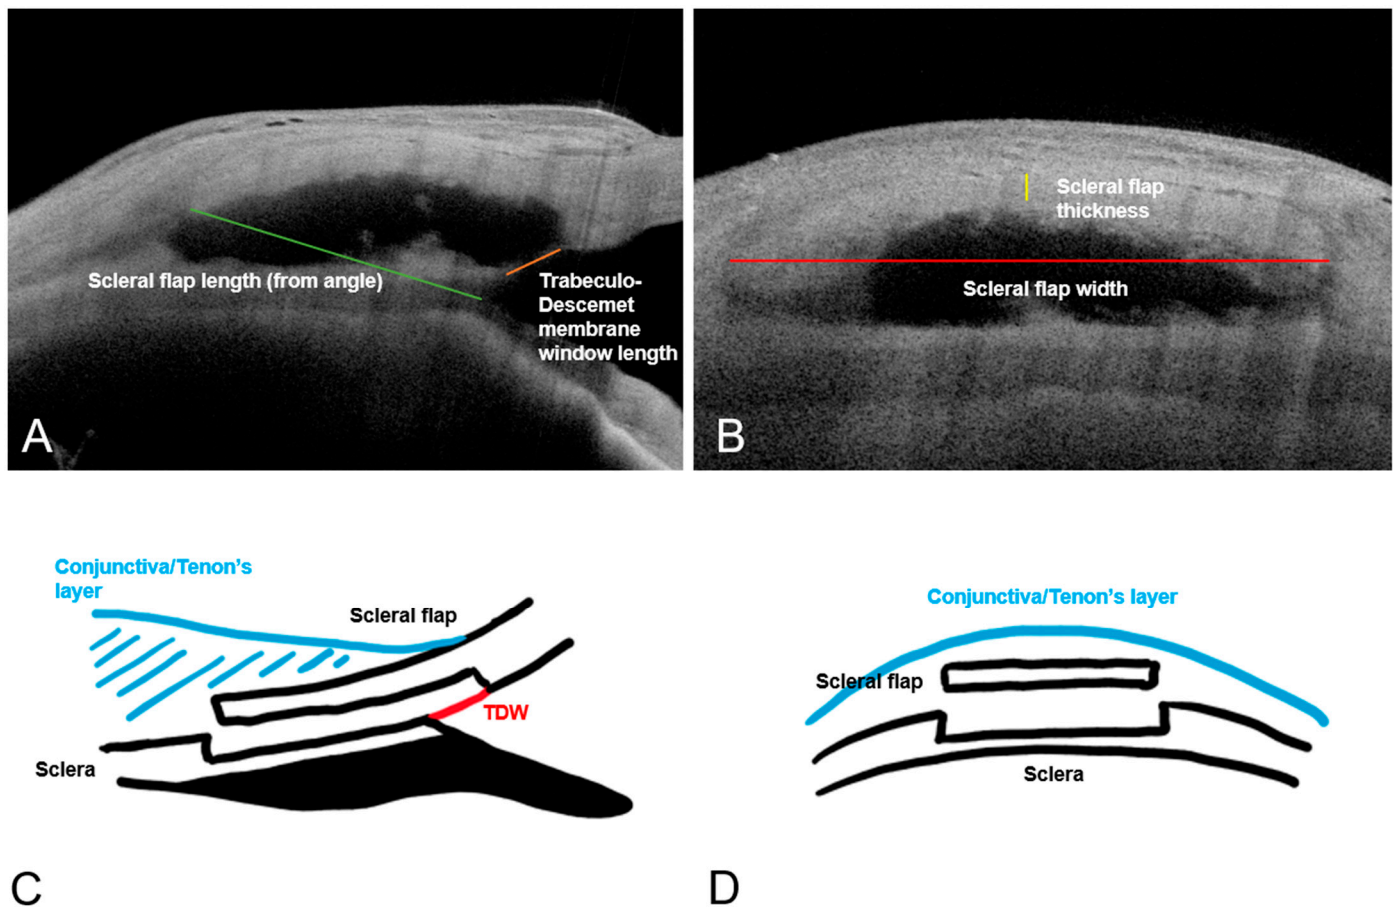 Scleral flap length (from angle)
Trabeculo-
Descemet
membrane
window length
A
Scleral flap
thickness
Scleral flap width
B
Conjunctiva/Tenon's
layer
Scleral flap
TDW
Sclera
C
Conjunctiva/Tenon's layer
Scleral flap
Sclera
D